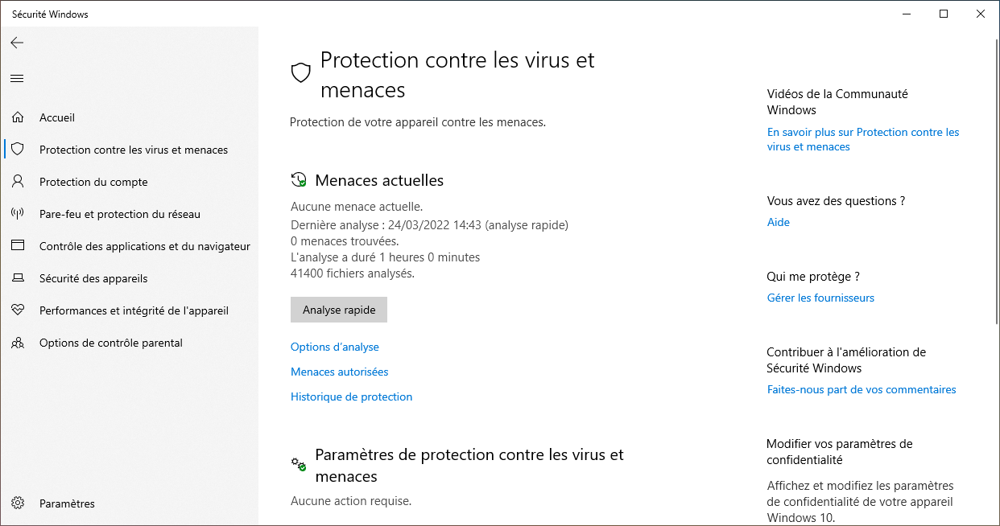 Sécurité Windows
Accueil
Protection contre les virus et menaces
Protection du compte
Pare-feu et protection du réseau
Contrôle des applications et du navigateur
Sécurité des appareils
Performances et intégrité de l'appareil
Options de contrôle parental
Paramètres
Protection contre les virus et
menaces
Protection de votre appareil contre les menaces.
Menaces actuelles
Aucune menace actuelle.
Dernière analyse : 24/03/2022 14:43 (analyse rapide)
0 menaces trouvées.
L'analyse a duré 1 heures 0 minutes
41400 fichiers analysés.
Analyse rapide
Options d’analyse
Menaces autorisées
Historique de protection
Paramètres de protection contre les virus et
menaces
Aucune action requise.
Vidéos de la Communauté
Windows
En savoir plus sur Protection contre les
virus et menaces
Vous avez des questions ?
Aide
Qui me protège ?
Gérer les fournisseurs
Contribuer à l'amélioration de
Sécurité Windows
Faites-nous part de vos commentaires
Modifier vos paramètres de
confidentialité
Affichez et modifiez les paramètres
de confidentialité de votre appareil
Windows 10.